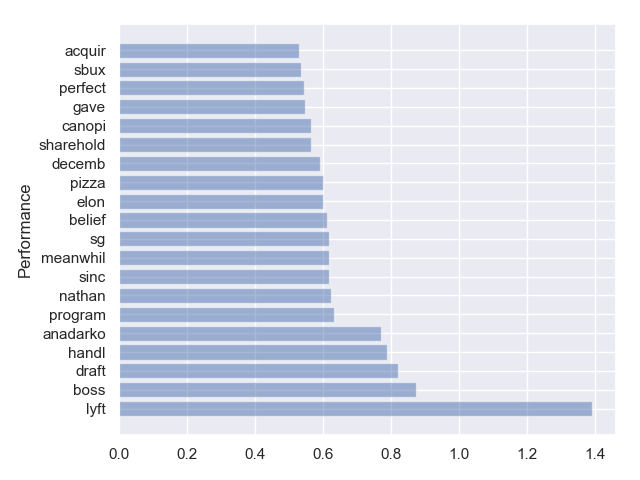 acquir
sbux
perfect
gave
canopi
sharehold
decemb
pizza
elon
belief
sg
meanwhil
sinc
nathan
program
anadarko
handl
draft
boss
lyft
Performance
0.0 0.2 0.4 0.6 0.8 1.0 1.2 1.4